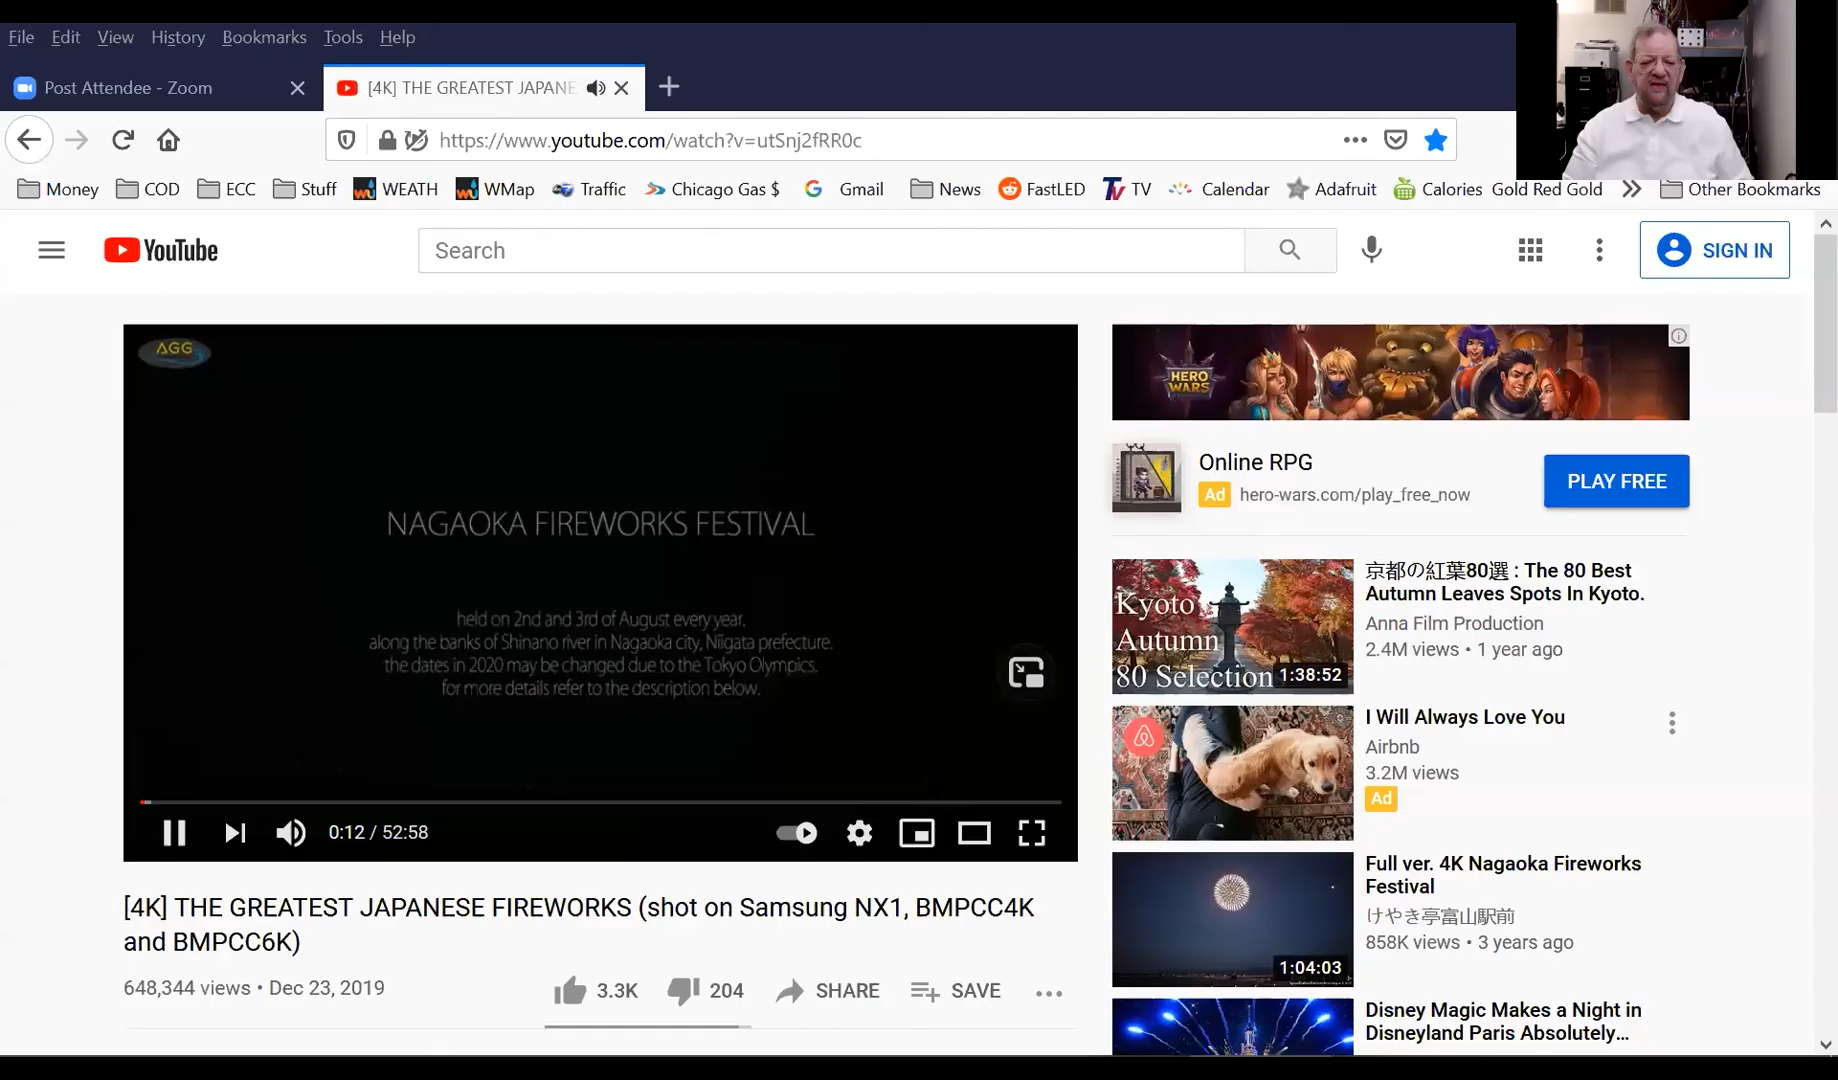 File Edit View History Bookmarks Tools Help
Post Attendee - Zoom
[4K] THE GREATEST JAPANE
https://www.youtube.com/watch?v=utSnj2fRR0c
Money COD ECC Stuff WEATH WMap Traffic Chicago Gas $ Gmail News FastLED TV Calendar Adafruit Calories Gold Red Gold Other Bookmarks
YouTube
Search
SIGN IN
AGG
NAGAOKA FIREWORKS FESTIVAL
held on 2nd and 3rd of August every year.
along the banks of Shinano river in Nagaoka city, Niigata prefecture.
the dates in 2020 may be changed due to the Tokyo Olympics.
for more details refer to the description below.
0:12 / 52:58
[4K] THE GREATEST JAPANESE FIREWORKS (shot on Samsung NX1, BMPCC4K
and BMPCC6K)
648,344 views • Dec 23, 2019
3.3K 204 SHARE SAVE
HERO
WARS
Online RPG
Ad hero-wars.com/play_free_now
PLAY FREE
Kyoto
Autumn
80 Selection
1:38:52
京都の紅葉80選 : The 80 Best
Autumn Leaves Spots In Kyoto.
Anna Film Production
2.4M views • 1 year ago
I Will Always Love You
Airbnb
3.2M views
Ad
1:04:03
Full ver. 4K Nagaoka Fireworks
Festival
けやき亭富山駅前
858K views • 3 years ago
Disney Magic Makes a Night in
Disneyland Paris Absolutely...